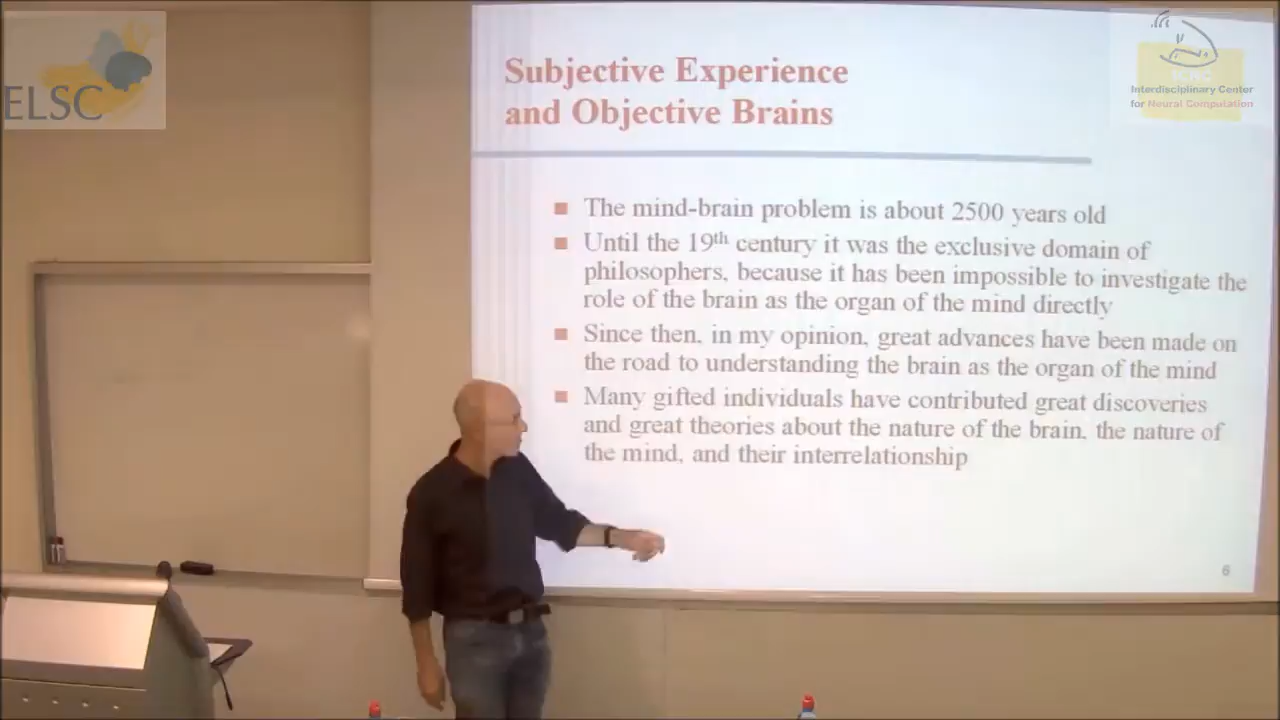 ELSC
Subjective Experience
and Objective Brains
Interdisciplinary Center
for Neural Computation
The mind-brain problem is about 2500 years old
Until the 19th century it was the exclusive domain of
philosophers, because it has been impossible to investigate the
role of the brain as the organ of the mind directly
Since then, in my opinion, great advances have been made on
the road to understanding the brain as the organ of the mind
Many gifted individuals have contributed great discoveries
and great theories about the nature of the brain, the nature of
the mind, and their interrelationship
6